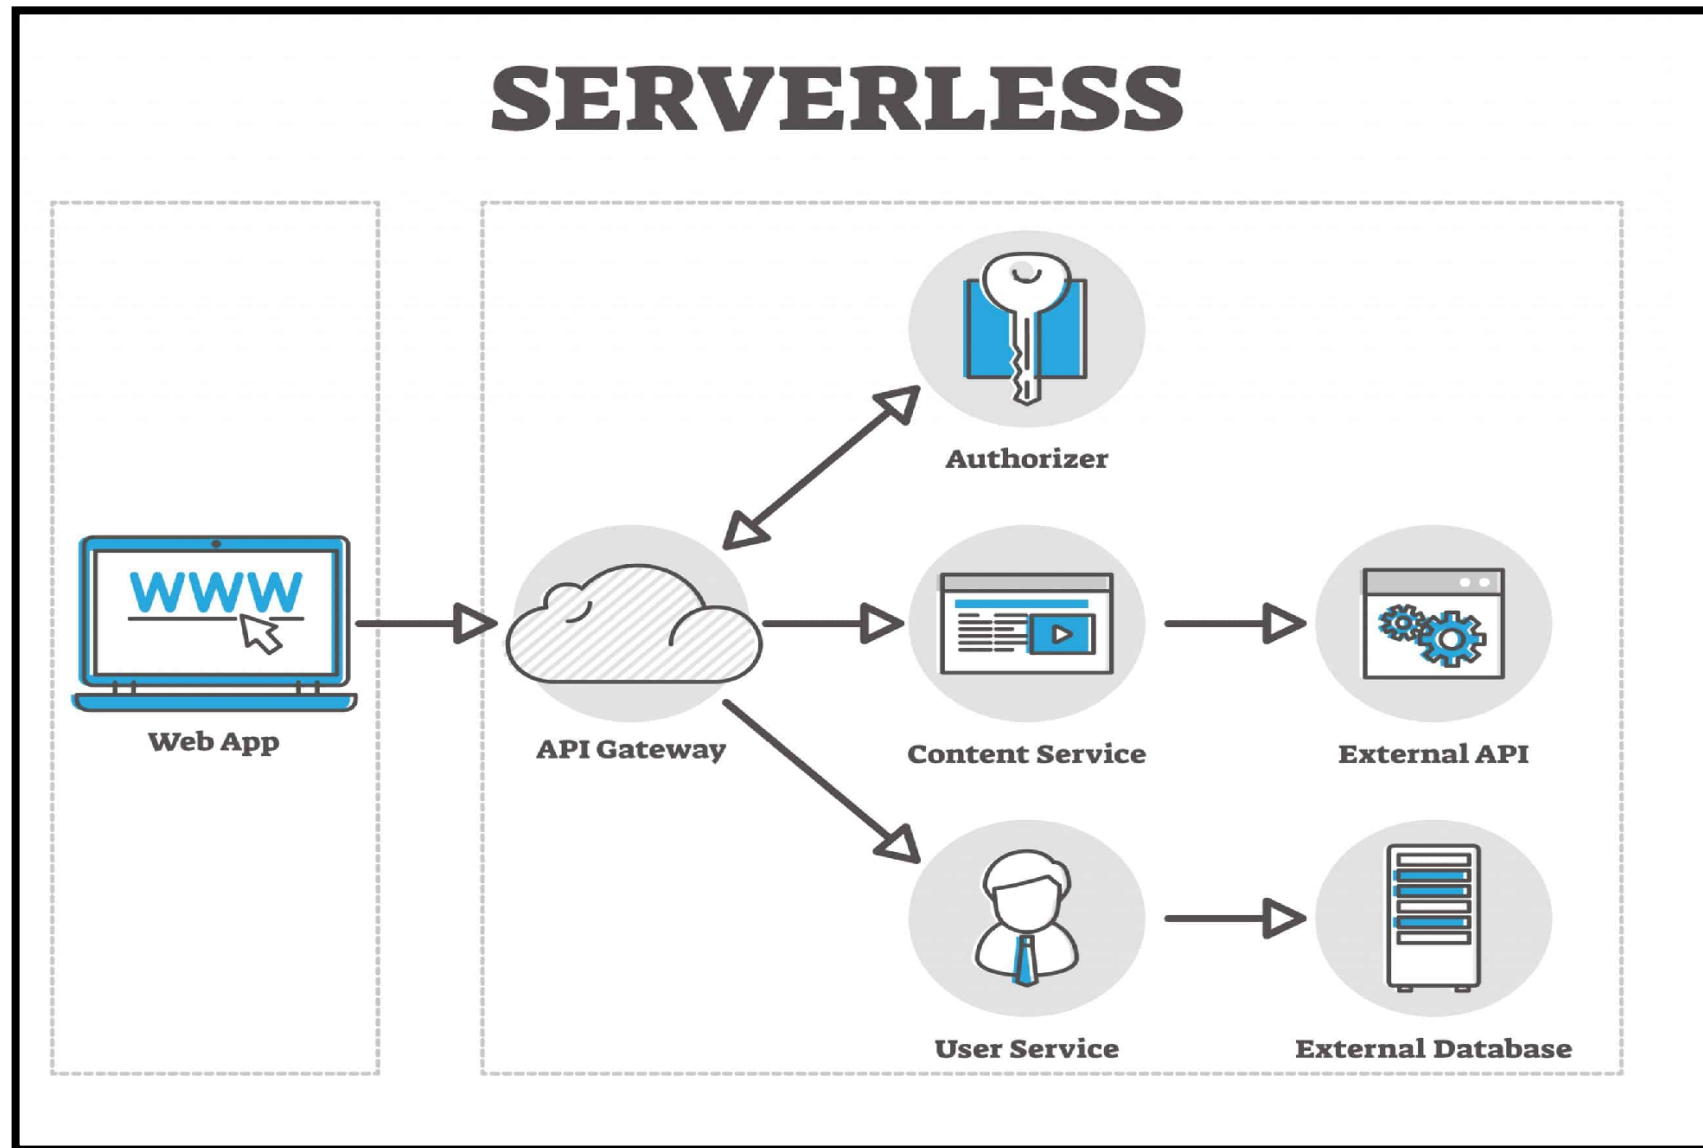 SERVERLESS
Authorizer
WWW
Web App
API Gateway
Content Service
External API
User Service
External Database